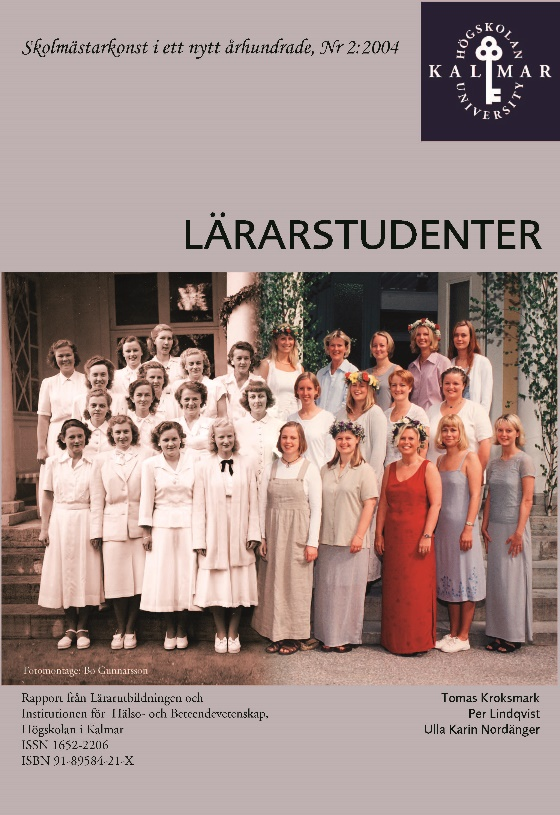 Skolmästarkonst i ett nytt århundrade, Nr 2:2004
HÖGSKOLAN
KALMAR
UNIVERSITY
LÄRARSTUDENTER
Fotomontage: Bo Gunnarsson
Rapport från Lärarutbildningen och
Institutionen för Hälso- och Beteendevetenskap,
Högskolan i Kalmar
ISSN 1652-2206
ISBN 91-89584-21-X
Tomas Kroksmark
Per Lindqvist
Ulla Karin Nordänger